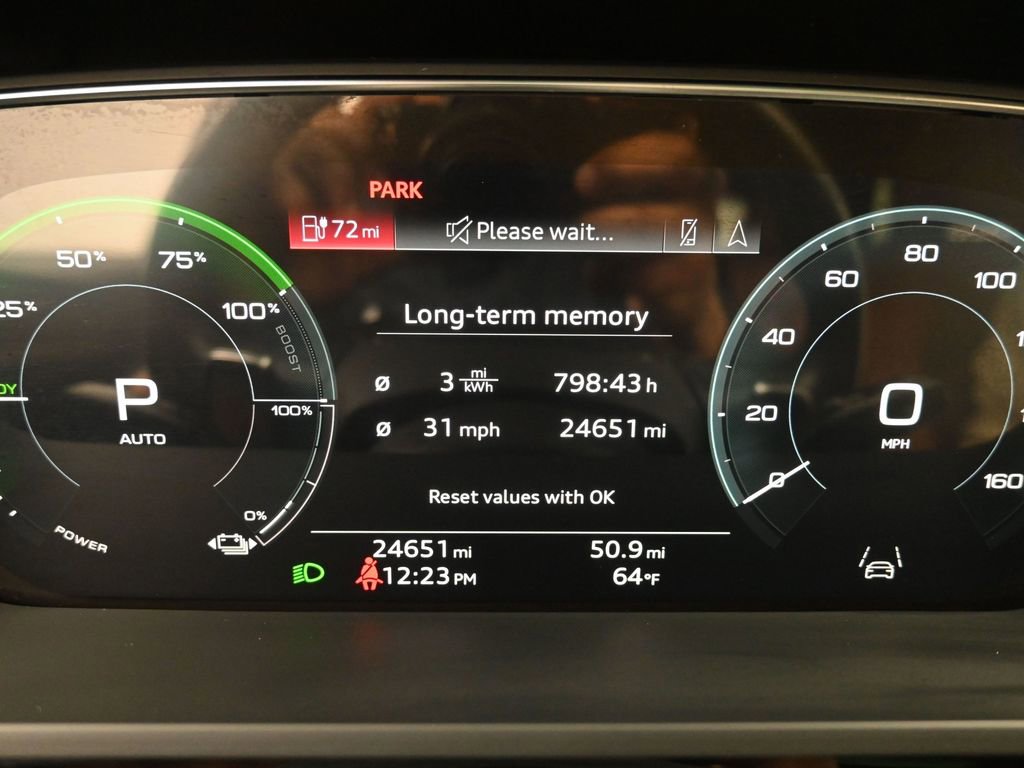 PARK
72 mi
Please wait...
50%
75%
25%
100%
BOOST
100%
0%
POWER
P
AUTO
Long-term memory
ø 3 mi/kWh 798:43 h
ø 31 mph 24651 mi
Reset values with OK
24651 mi 50.9 mi
12:23 PM 64°F
0
20
40
60
80
100
160
0
MPH